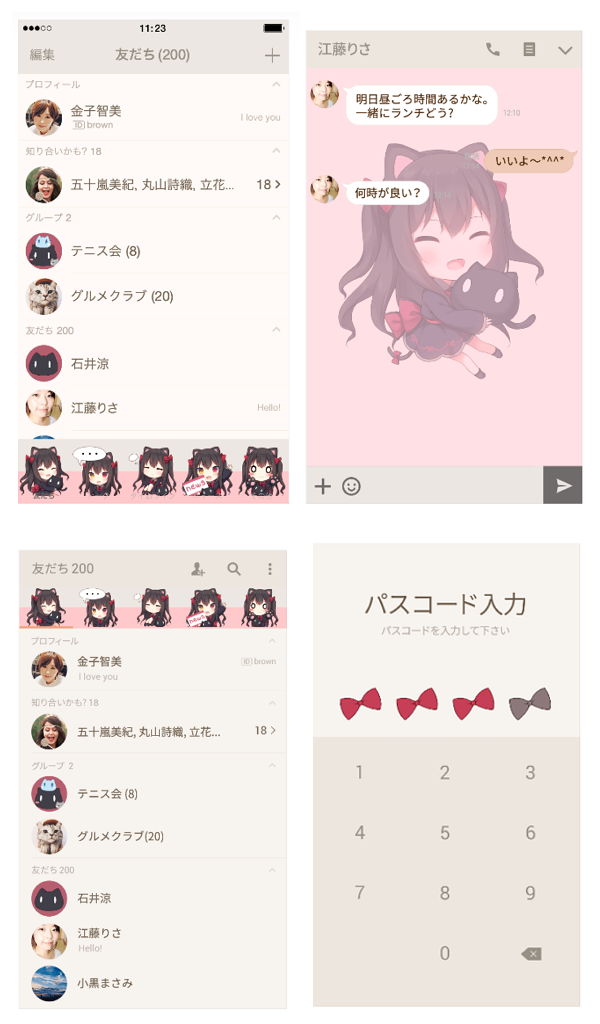 11:23
編集
友だち (200)
プロフィール
金子智美
ID brown
I love you
知り合いかも? 18
五十嵐美紀, 丸山詩織, 立花...
18
グループ 2
テニス会 (8)
グルメクラブ (20)
友だち 200
石井涼
江藤りさ
Hello!
...
news
江藤りさ
明日昼ごろ時間あるかな。
一緒にランチどう?
12:10
いいよ〜*^^*
何時が良い?
友だち 200
...
news
プロフィール
金子智美
ID brown
I love you
知り合いかも? 18
五十嵐美紀, 丸山詩織, 立花...
18
グループ 2
テニス会 (8)
グルメクラブ(20)
友だち200
石井涼
江藤りさ
Hello!
小黒まさみ
パスコード入力
パスコードを入力して下さい
1 2 3
4 5 6
7 8 9
0